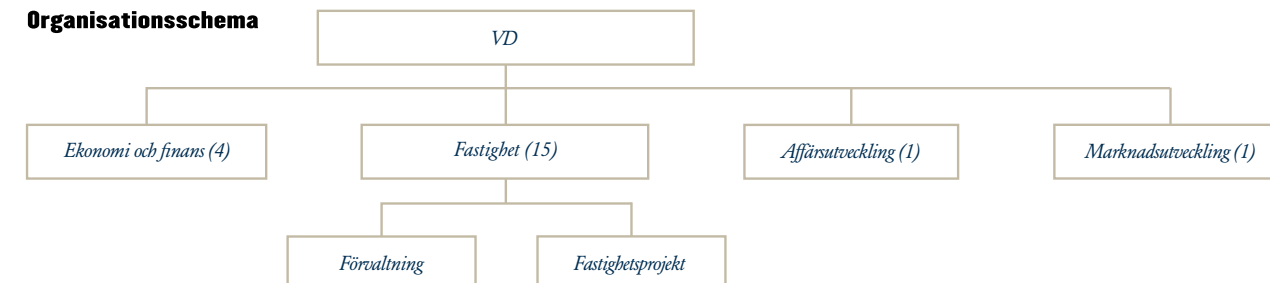 Organisationsschema
VD
Ekonomi och finans (4)
Fastighet (15)
Affärsutveckling (1)
Marknadsutveckling (1)
Förvaltning
Fastighetsprojekt